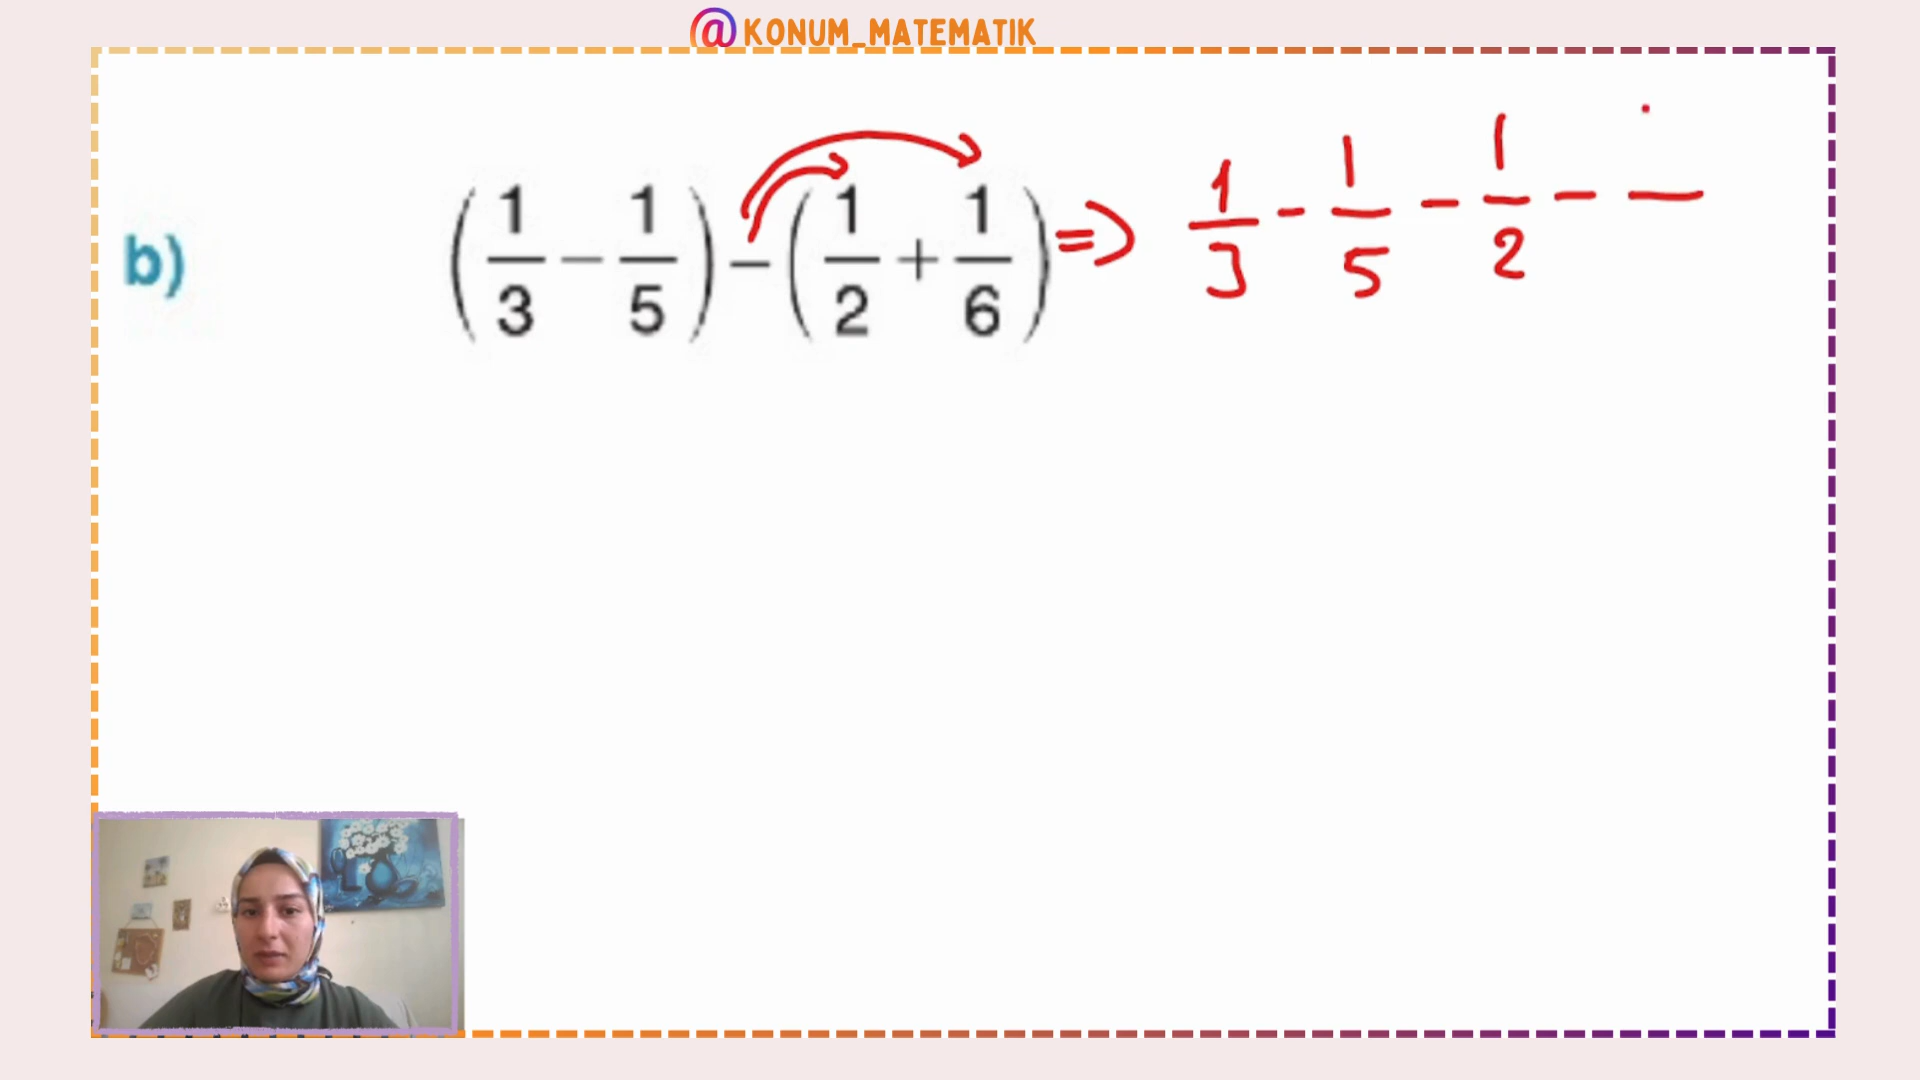 @KONUM_MATEMATIK
b) (1/3 − 1/5) − (1/2 + 1/6) => 1/3 - 1/5 - 1/2 -